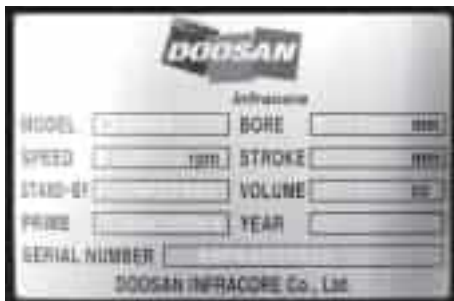 DOOSAN
Infracore
MODEL BORE mm
SPEED rpm STROKE mm
STAND-BY VOLUME cc
PRIME YEAR
SERIAL NUMBER
DOOSAN INFRACORE Co., Ltd.